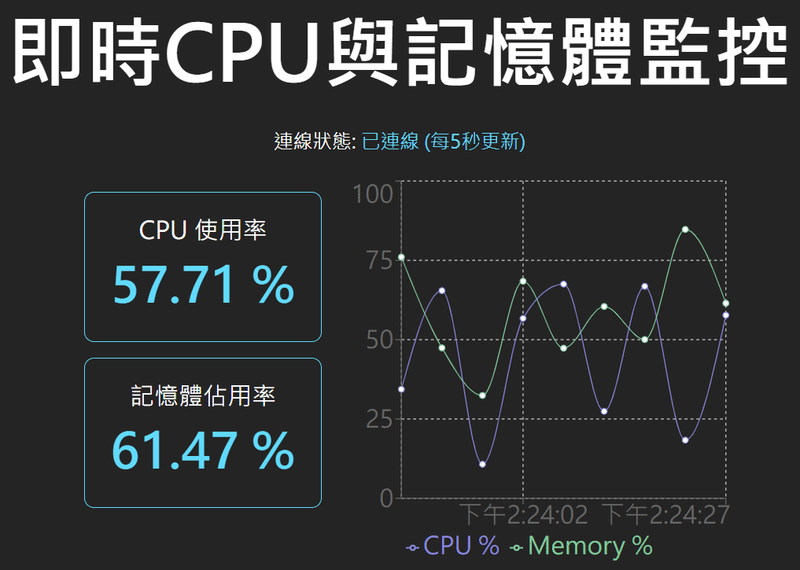 即時CPU與記憶體監控
連線狀態: 已連線 (每5秒更新)
CPU 使用率
57.71 %
記憶體佔用率
61.47 %
100
75
50
25
0
下午2:24:02 下午2:24:27
CPU % Memory %